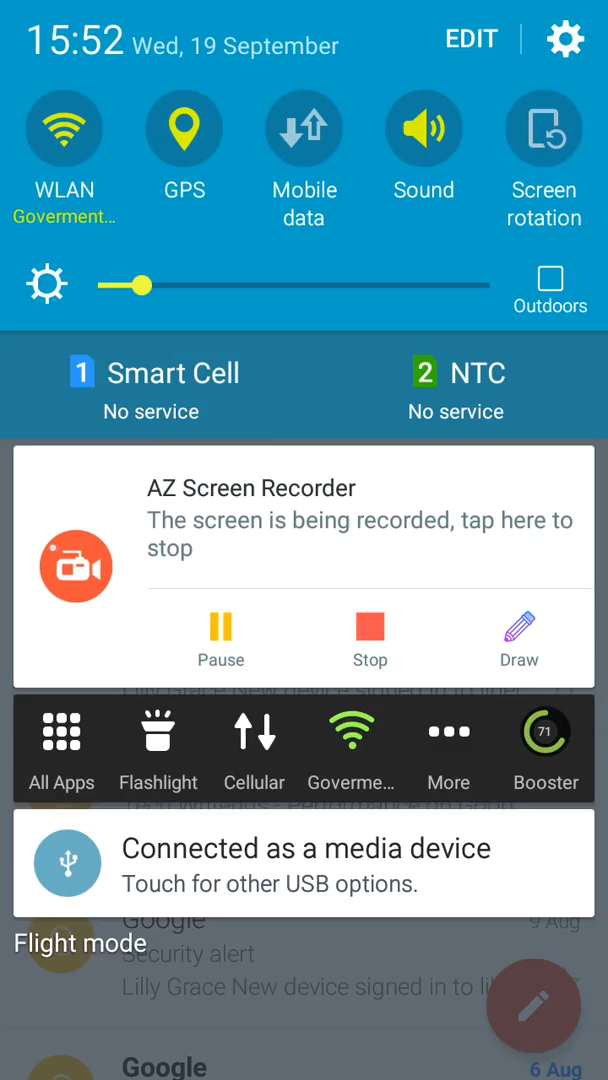 15:52 Wed, 19 September
EDIT
WLAN
Goverment...
GPS
Mobile
data
Sound
Screen
rotation
Outdoors
1 Smart Cell
No service
2 NTC
No service
AZ Screen Recorder
The screen is being recorded, tap here to
stop
Pause
Stop
Draw
All Apps
Flashlight
Cellular
Goverme...
More
71
Booster
Connected as a media device
Touch for other USB options.
Google
9 Aug
Flight mode
Security alert
Lilly Grace New device signed in to li
Google
6 Aug